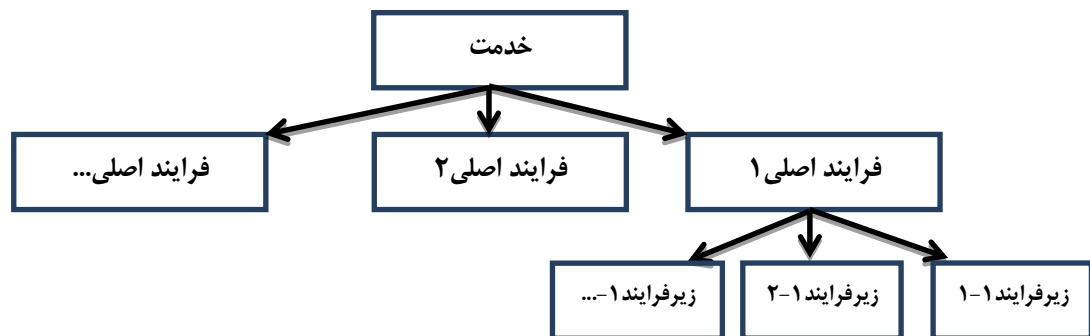 خدمت
فرایند اصلی۱
فرایند اصلی۲
فرایند اصلی...
زیرفرایند۱-۱
زیرفرایند۱-۲
زیرفرایند۱-...